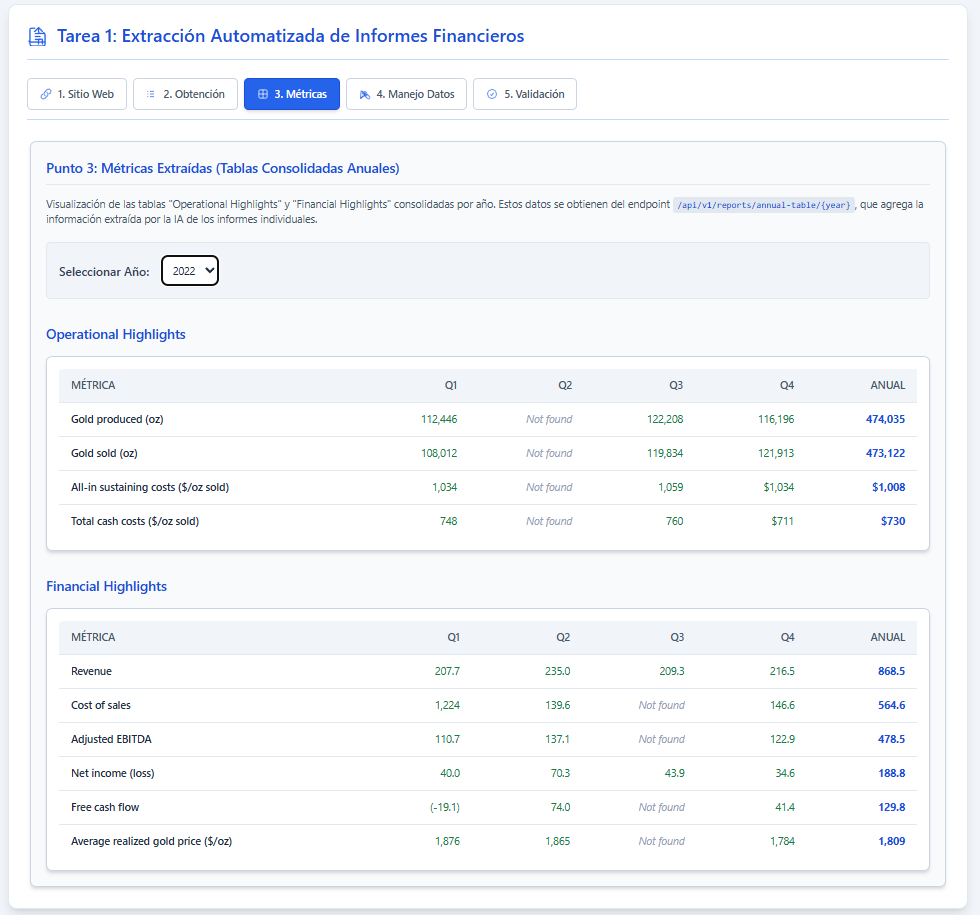 Tarea 1: Extracción Automatizada de Informes Financieros
1. Sitio Web 2. Obtención 3. Métricas 4. Manejo Datos 5. Validación
Punto 3: Métricas Extraídas (Tablas Consolidadas Anuales)
Visualización de las tablas "Operational Highlights" y "Financial Highlights" consolidadas por año. Estos datos se obtienen del endpoint /api/v1/reports/annual-table/{year} , que agrega la
información extraída por la IA de los informes individuales.
Seleccionar Año: 2022
Operational Highlights
MÉTRICA Q1 Q2 Q3 Q4 ANUAL
Gold produced (oz) 112,446 Not found 122,208 116,196 474,035
Gold sold (oz) 108,012 Not found 119,834 121,913 473,122
All-in sustaining costs ($/oz sold) 1,034 Not found 1,059 $1,034 $1,008
Total cash costs ($/oz sold) 748 Not found 760 $711 $730
Financial Highlights
MÉTRICA Q1 Q2 Q3 Q4 ANUAL
Revenue 207.7 235.0 209.3 216.5 868.5
Cost of sales 1,224 139.6 Not found 146.6 564.6
Adjusted EBITDA 110.7 137.1 Not found 122.9 478.5
Net income (loss) 40.0 70.3 43.9 34.6 188.8
Free cash flow (-19.1) 74.0 Not found 41.4 129.8
Average realized gold price ($/oz) 1,876 1,865 Not found 1,784 1,809